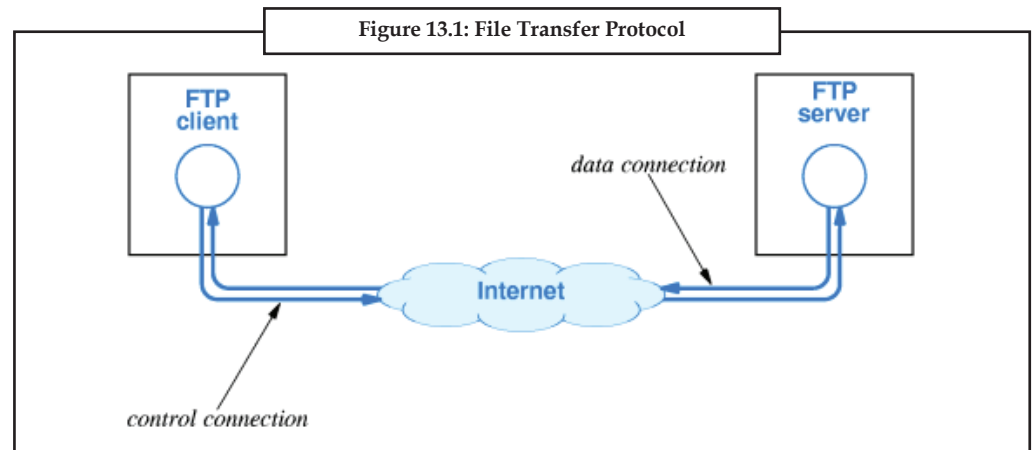 Figure 13.1: File Transfer Protocol
FTP
client
FTP
server
data connection
Internet
control connection